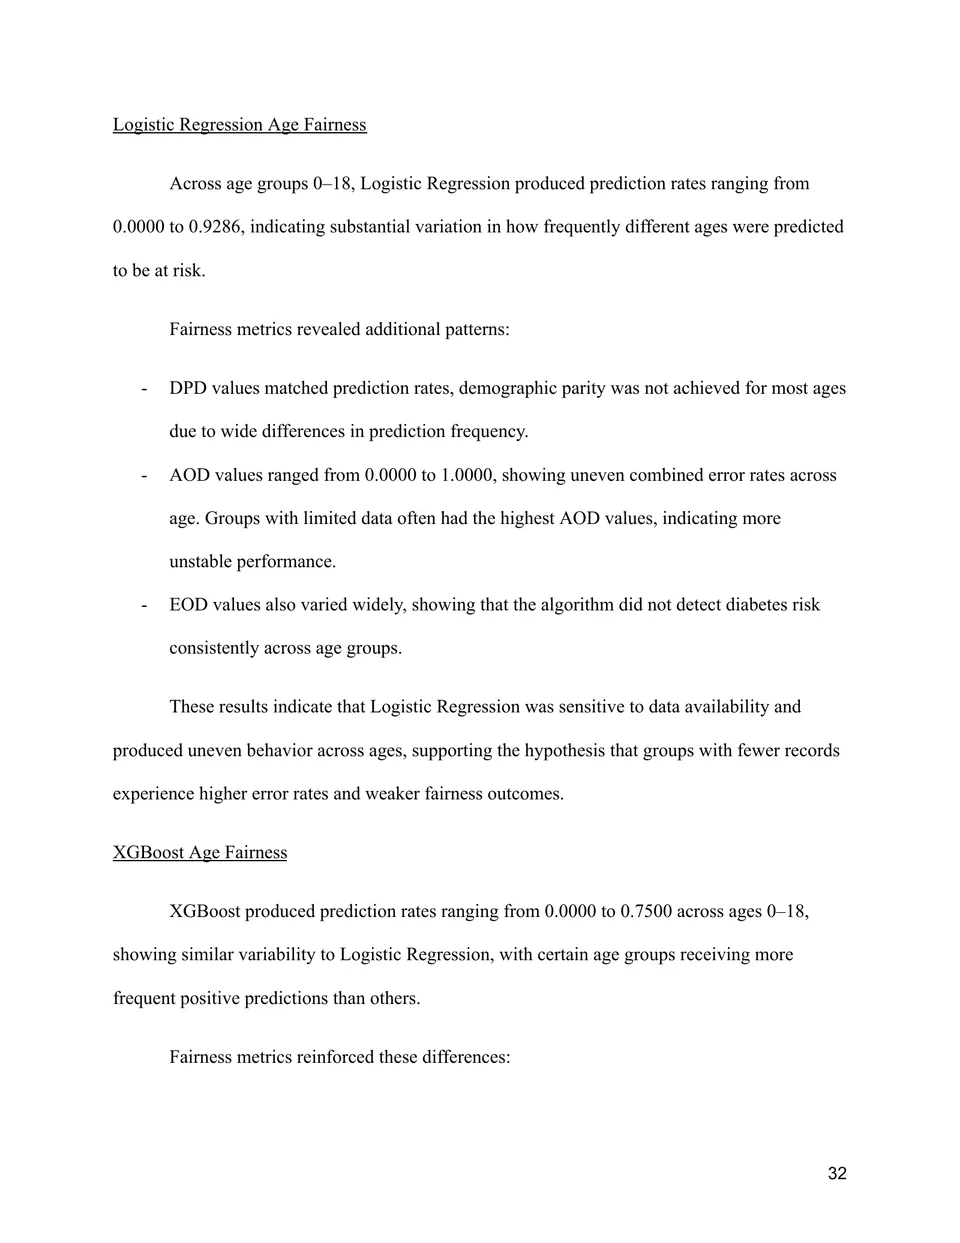 Logistic Regression Age Fairness
Across age groups 0–18, Logistic Regression produced prediction rates ranging from
0.0000 to 0.9286, indicating substantial variation in how frequently different ages were predicted
to be at risk.
Fairness metrics revealed additional patterns:
- DPD values matched prediction rates, demographic parity was not achieved for most ages
due to wide differences in prediction frequency.
- AOD values ranged from 0.0000 to 1.0000, showing uneven combined error rates across
age. Groups with limited data often had the highest AOD values, indicating more
unstable performance.
- EOD values also varied widely, showing that the algorithm did not detect diabetes risk
consistently across age groups.
These results indicate that Logistic Regression was sensitive to data availability and
produced uneven behavior across ages, supporting the hypothesis that groups with fewer records
experience higher error rates and weaker fairness outcomes.
XGBoost Age Fairness
XGBoost produced prediction rates ranging from 0.0000 to 0.7500 across ages 0–18,
showing similar variability to Logistic Regression, with certain age groups receiving more
frequent positive predictions than others.
Fairness metrics reinforced these differences:
32